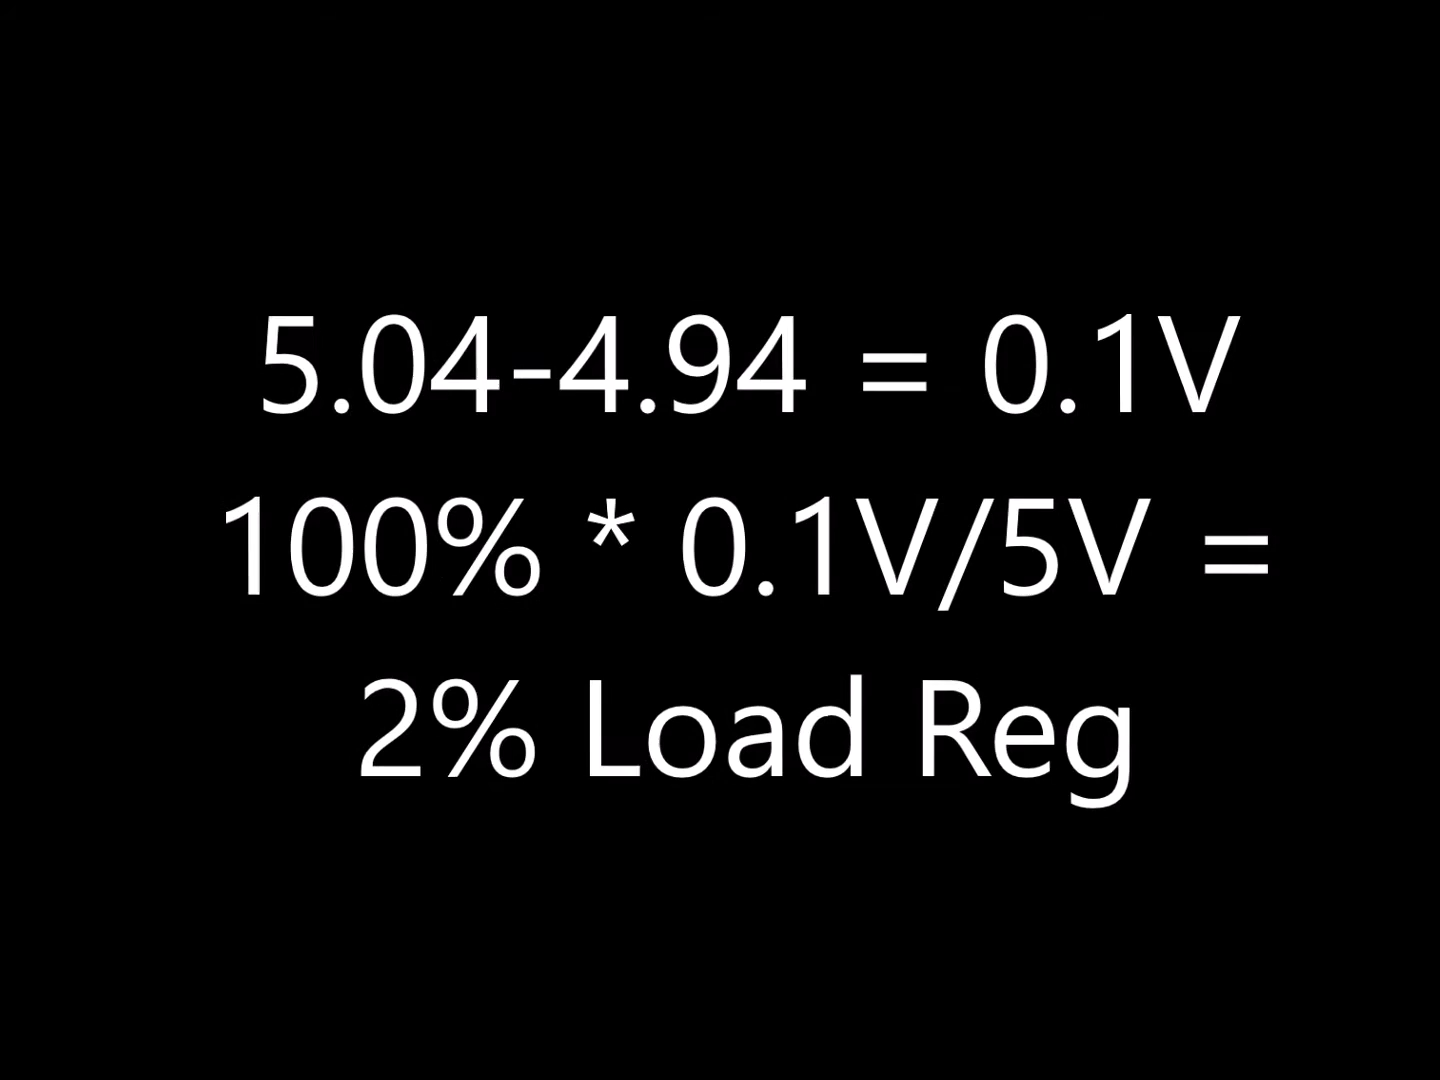 5.04-4.94 = 0.1V
100% * 0.1V/5V =
2% Load Reg